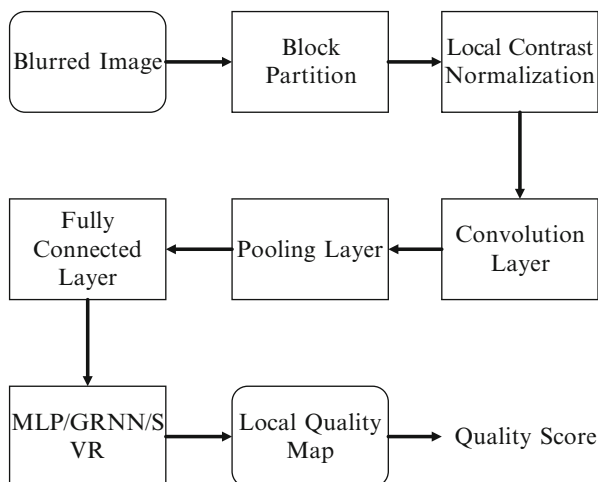 Blurred Image
Block
Partition
Local Contrast
Normalization
Fully
Connected
Layer
Pooling Layer
Convolution
Layer
MLP/GRNN/S
VR
Local Quality
Map
Quality Score